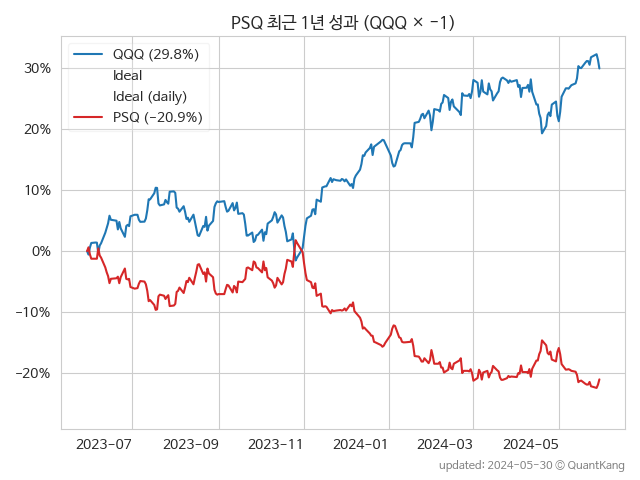 PSQ 최근 1년 성과 (QQQ × −1)
QQQ (29.8%)
Ideal
Ideal (daily)
PSQ (−20.9%)
30%
20%
10%
0%
−10%
−20%
2023−07
2023−09
2023−11
2024−01
2024−03
2024−05
updated: 2024−05−30 © QuantKang